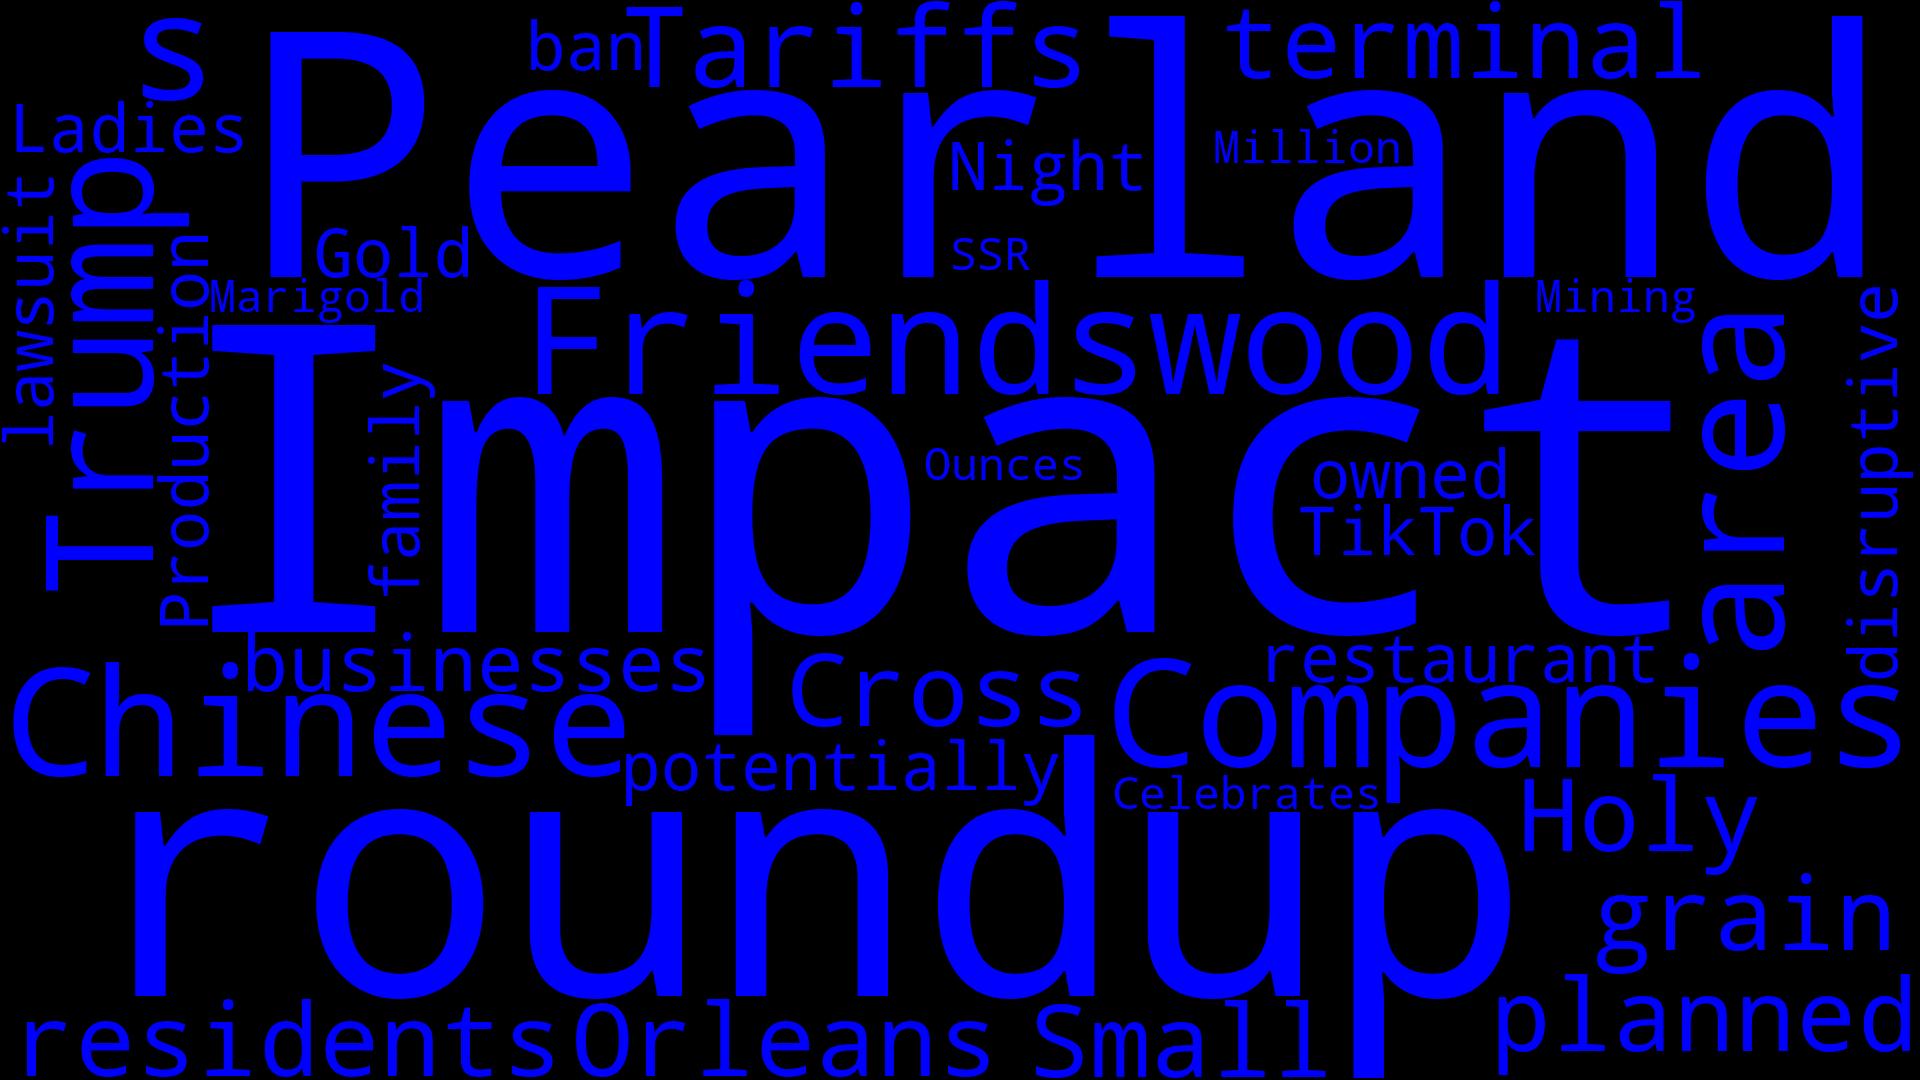 s
ban
Tariffs
terminal
Ladies
Pearland
Night
Million
lawsuit
Trump
Production
Gold
SSR
Marigold
Friendswood
Mining
area
disruptive
Impact
family
Ounces
owned
TikTok
businesses
Chinese
Cross
restaurant
Companies
potentially
Celebrates
Holy
roundup
grain
planned
residents
Orleans
Small